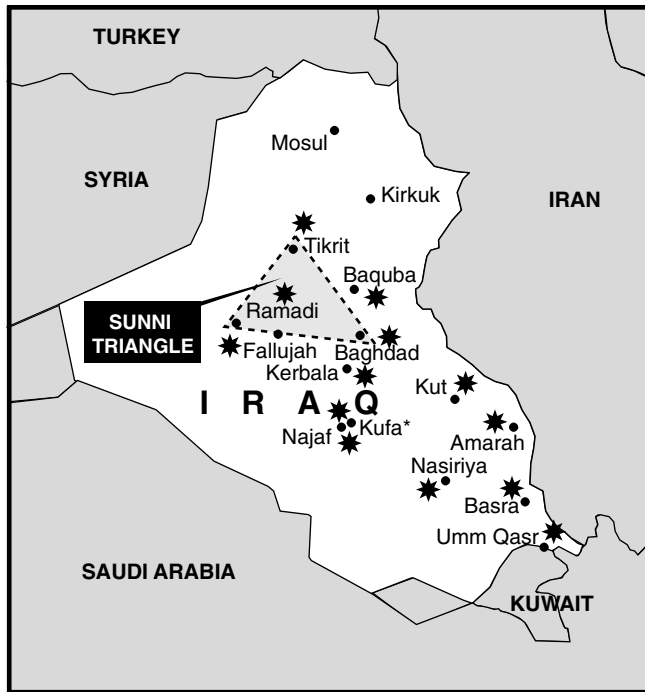 TURKEY
Mosul
SYRIA
Kirkuk
IRAN
Tikrit
Baquba
Ramadi
SUNNI
TRIANGLE
Fallujah
Baghdad
Kerbala
Kut
I R A Q
Najaf
Kufa*
Amarah
Nasiriya
Basra
Umm Qasr
SAUDI ARABIA
KUWAIT